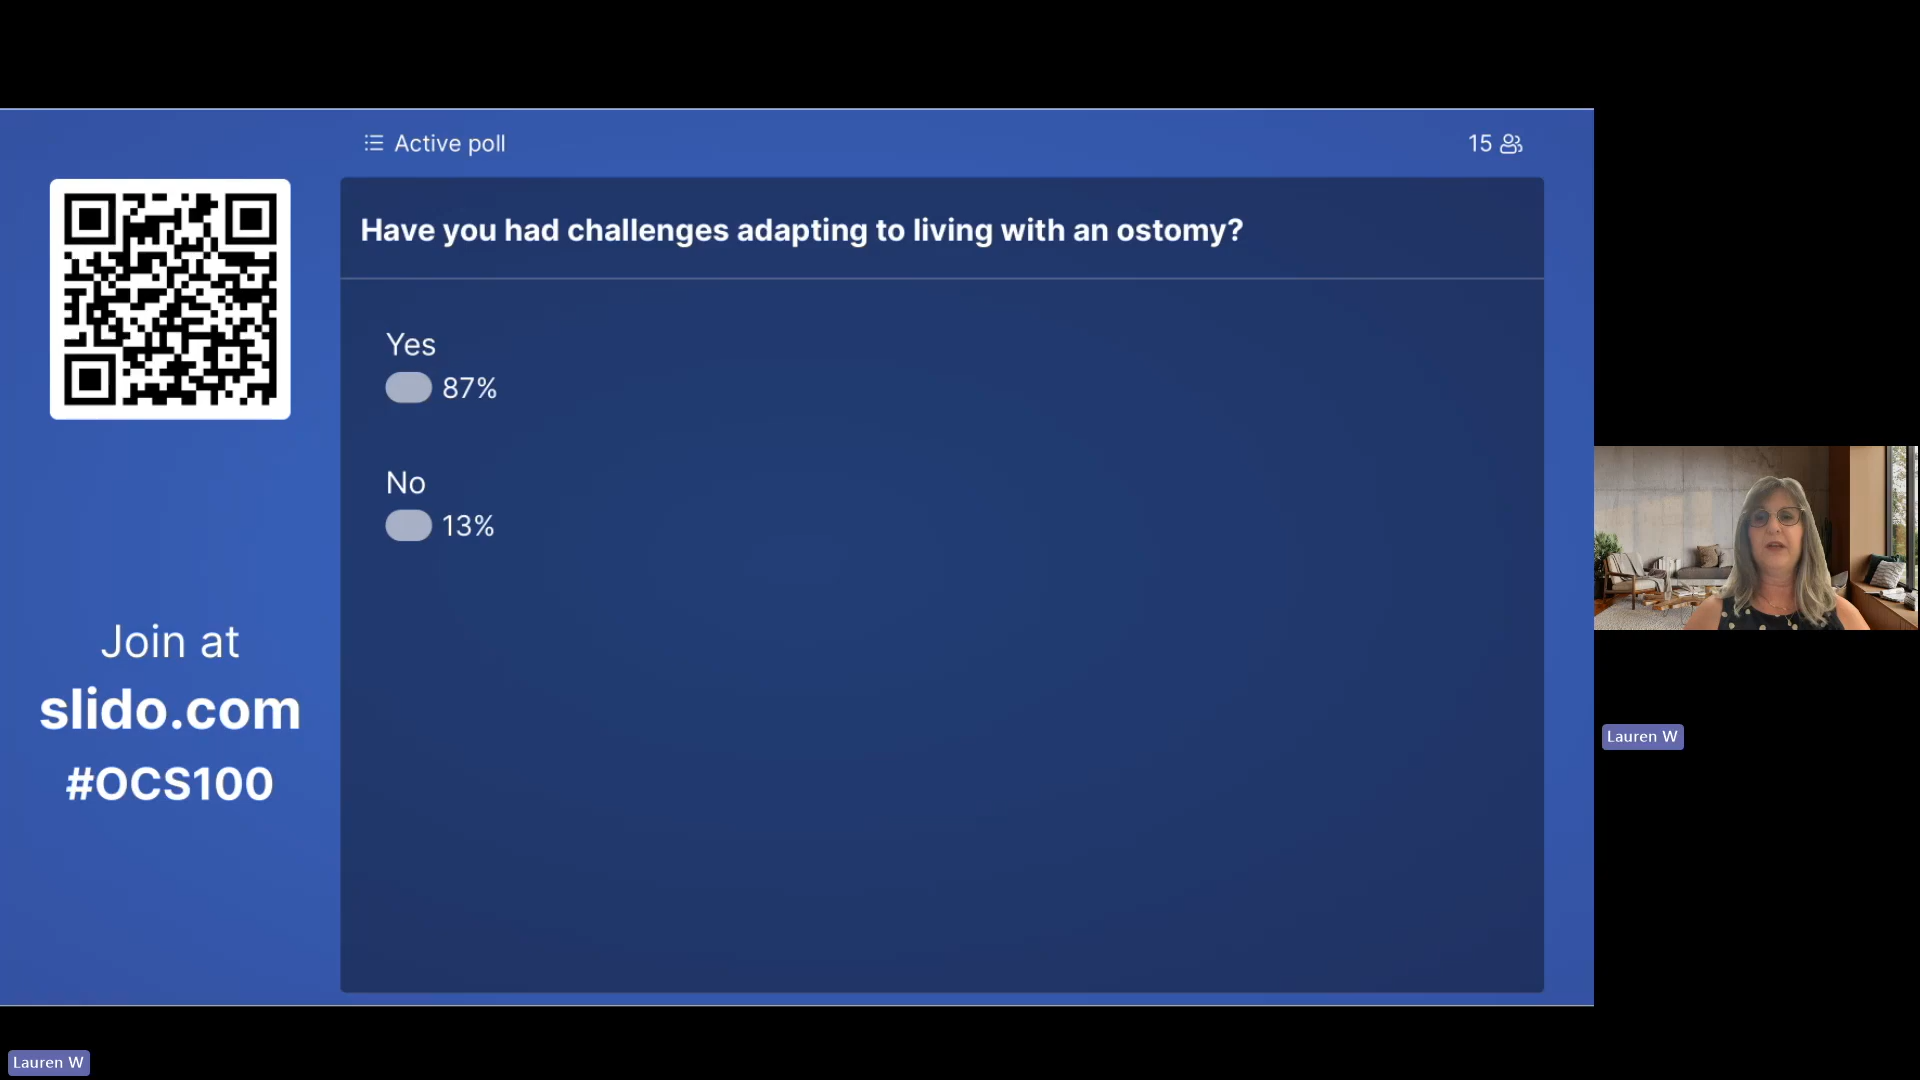 Active poll
15
Have you had challenges adapting to living with an ostomy?
Yes
87%
No
13%
Join at
slido.com
#OCS100
Lauren W
Lauren W